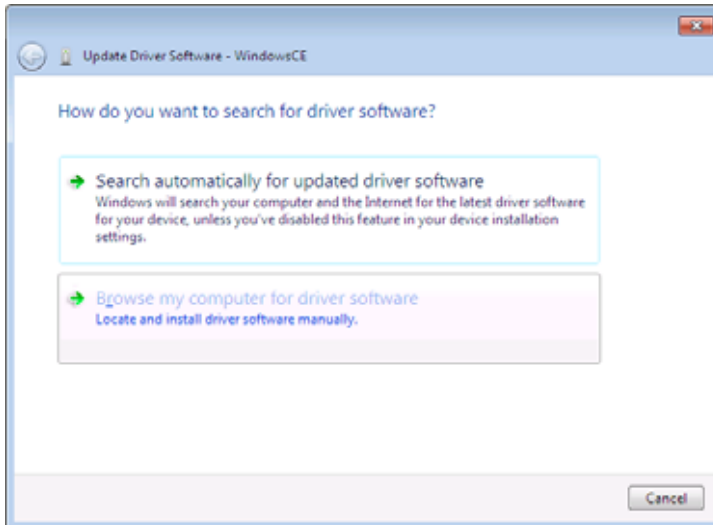 Update Driver Software - WindowsCE
How do you want to search for driver software?
Search automatically for updated driver software
Windows will search your computer and the Internet for the latest driver software
for your device, unless you've disabled this feature in your device installation
settings.
Browse my computer for driver software
Locate and install driver software manually.
Cancel